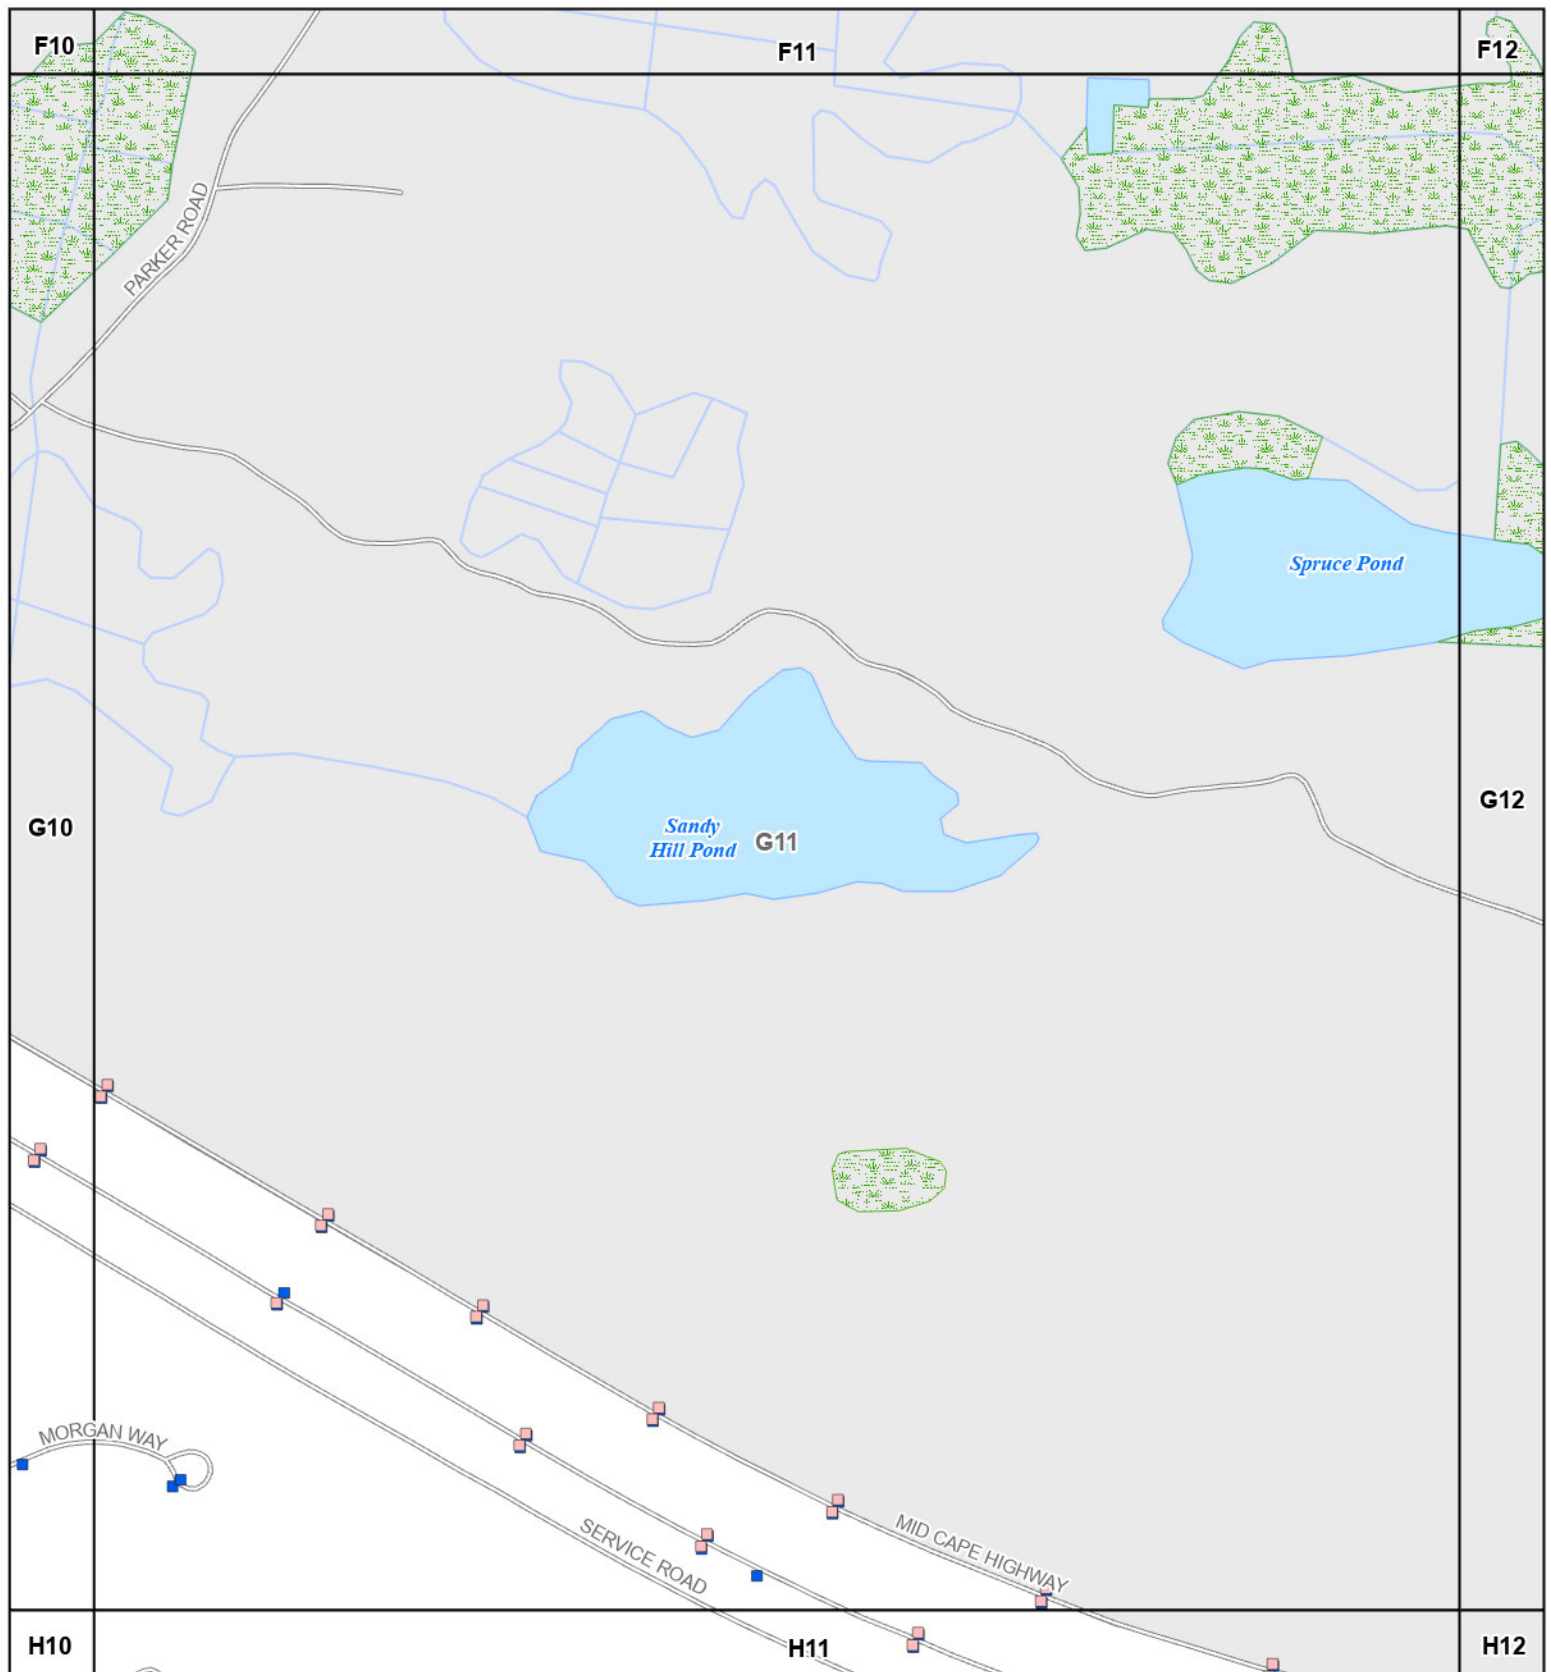 F10
F11
F12
PARKER ROAD
Spruce Pond
G10
Sandy
Hill Pond
G11
G12
MORGAN WAY
SERVICE ROAD
MID CAPE HIGHWAY
H10
H11
H12